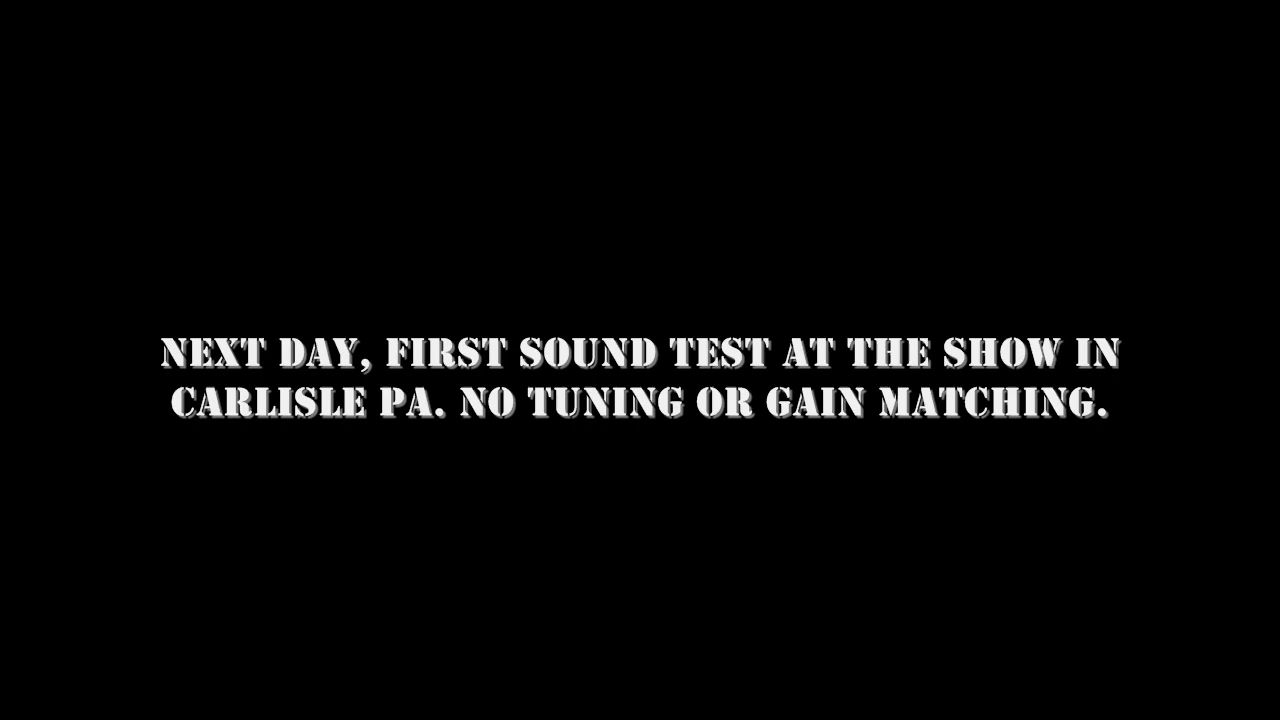 NEXT DAY, FIRST SOUND TEST AT THE SHOW IN
CARLISLE PA. NO TUNING OR GAIN MATCHING.